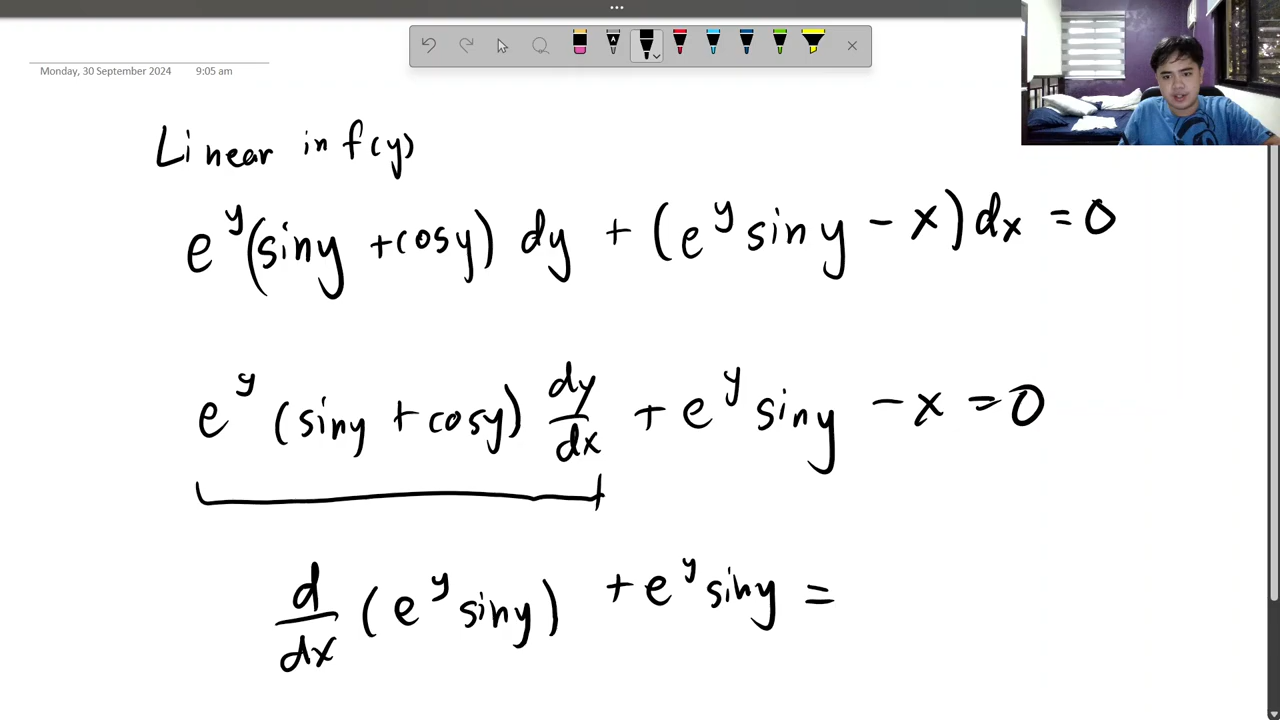 Monday, 30 September 2024 9:05 am
Linear in f(y)
e^y(siny + cosy) dy + (e^y siny - x)dx = 0
e^y (siny + cosy) dy/dx + e^y siny - x = 0
d/dx (e^y siny) + e^y siny =